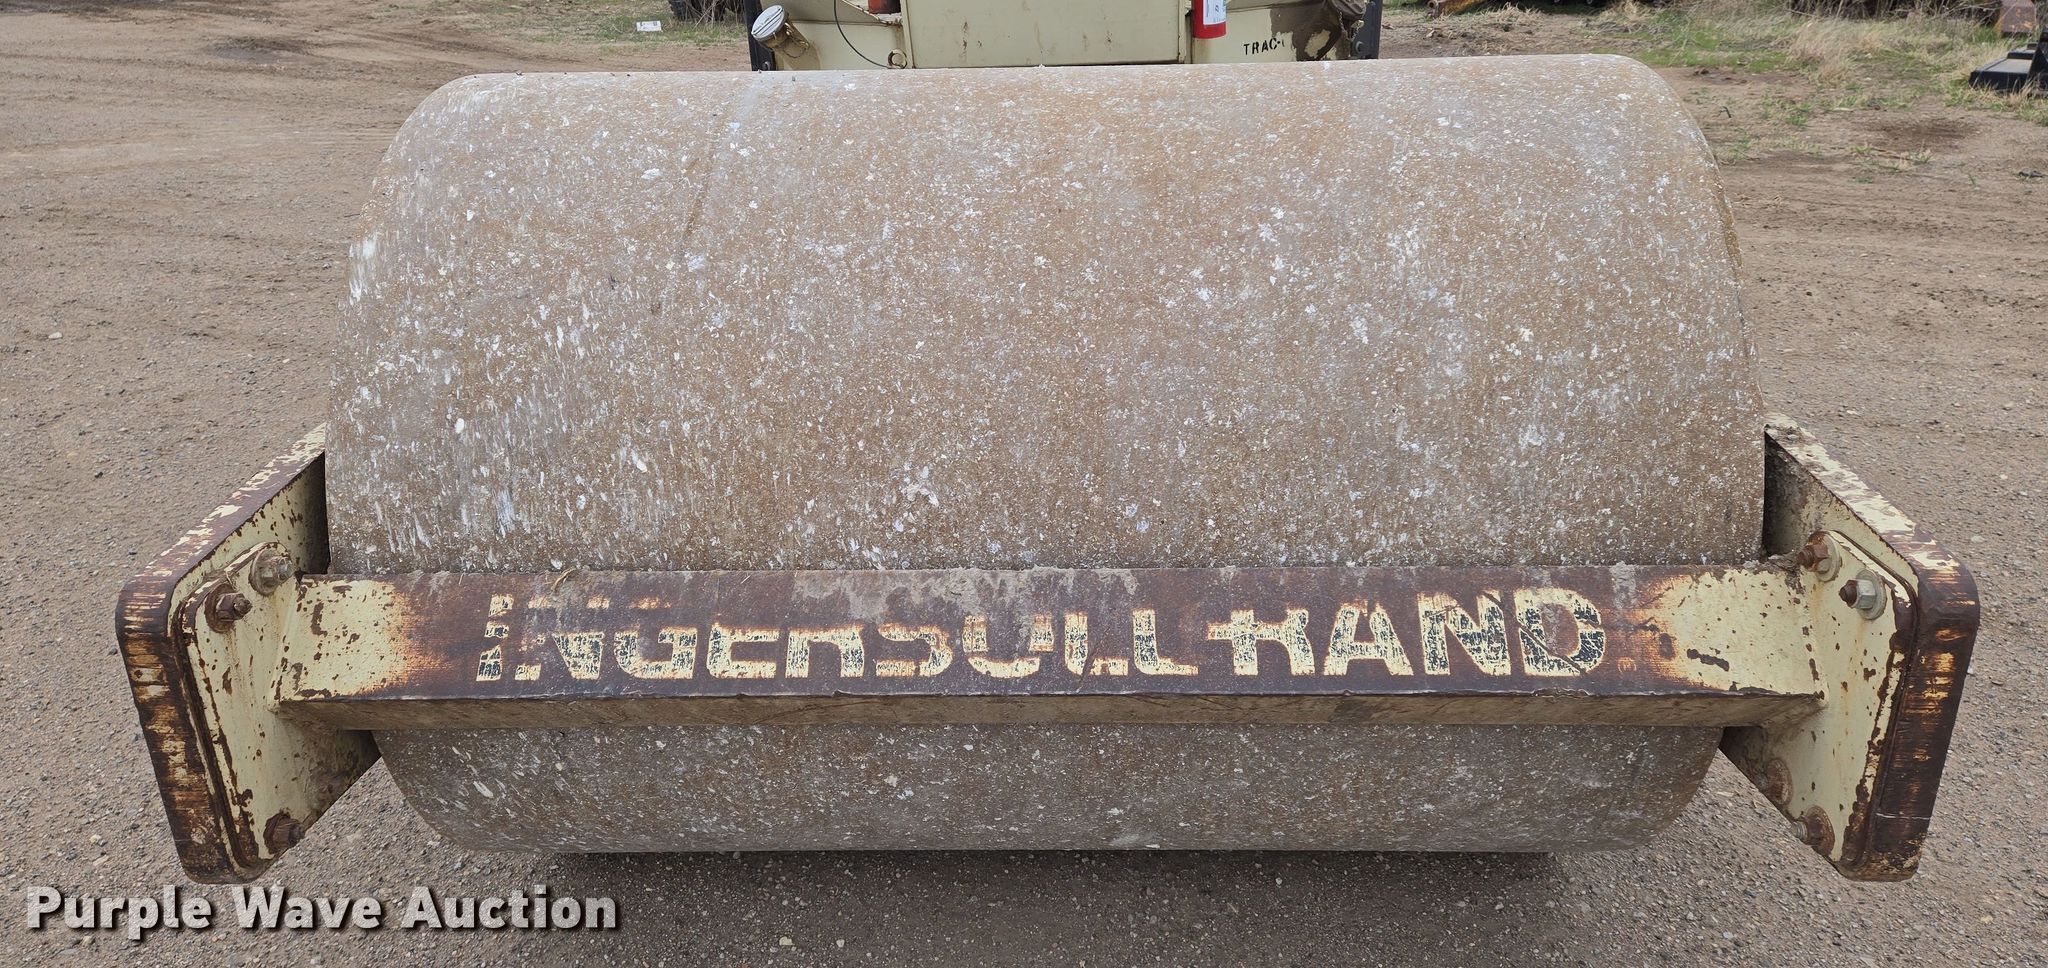 TRAC-
INGERSOLL-RAND
Purple Wave Auction